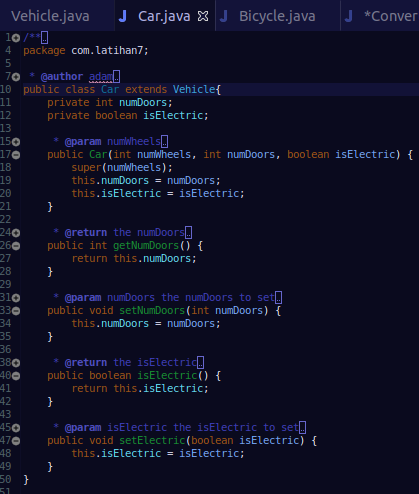 Vehicle.java Car.java Bicycle.java *Conver
1 /**
4 package com.latihan7;
5
7 * @author adam
10 public class Car extends Vehicle{
11 private int numDoors;
12 private boolean isElectric;
13
15 * @param numWheels
17 public Car(int numWheels, int numDoors, boolean isElectric) {
18 super(numWheels);
19 this.numDoors = numDoors;
20 this.isElectric = isElectric;
21 }
22
24 * @return the numDoors
26 public int getNumDoors() {
27 return this.numDoors;
28 }
29
31 * @param numDoors the numDoors to set
33 public void setNumDoors(int numDoors) {
34 this.numDoors = numDoors;
35 }
36
38 * @return the isElectric
40 public boolean isElectric() {
41 return this.isElectric;
42 }
43
45 * @param isElectric the isElectric to set
47 public void setElectric(boolean isElectric) {
48 this.isElectric = isElectric;
49 }
50 }
51